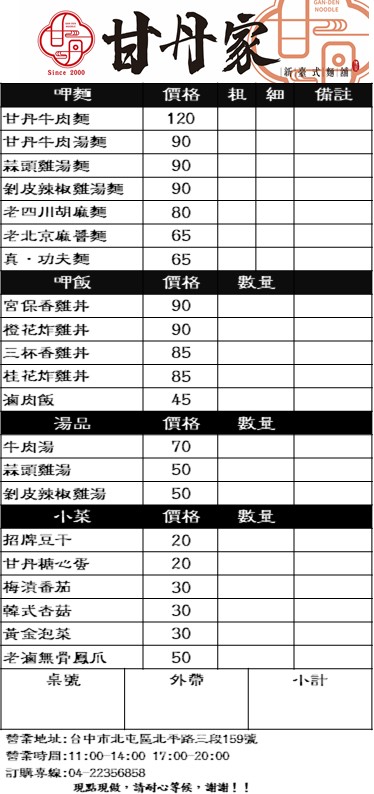 GAN-DEN
NOODLE
甘丹家
Since 2000
新臺式麵舖
呷麵 價格 粗 細 備註
甘丹牛肉麵 120
甘丹牛肉湯麵 90
蒜頭雞湯麵 90
剝皮辣椒雞湯麵 90
老四川胡麻麵 80
老北京麻醬麵 65
真・功夫麵 65
呷飯 價格 數量
宮保香雞丼 90
橙花炸雞丼 90
三杯香雞丼 85
桂花炸雞丼 85
滷肉飯 45
湯品 價格 數量
牛肉湯 70
蒜頭雞湯 50
剝皮辣椒雞湯 50
小菜 價格 數量
招牌豆干 20
甘丹糖心蛋 20
梅漬番茄 30
韓式杏菇 30
黃金泡菜 30
老滷無骨鳳爪 50
桌號 外帶 小計
營業地址:台中市北屯區北平路三段159號
營業時間:11:00-14:00 17:00-20:00
訂購專線:04-22356858
現點現做，請耐心等候，謝謝！！